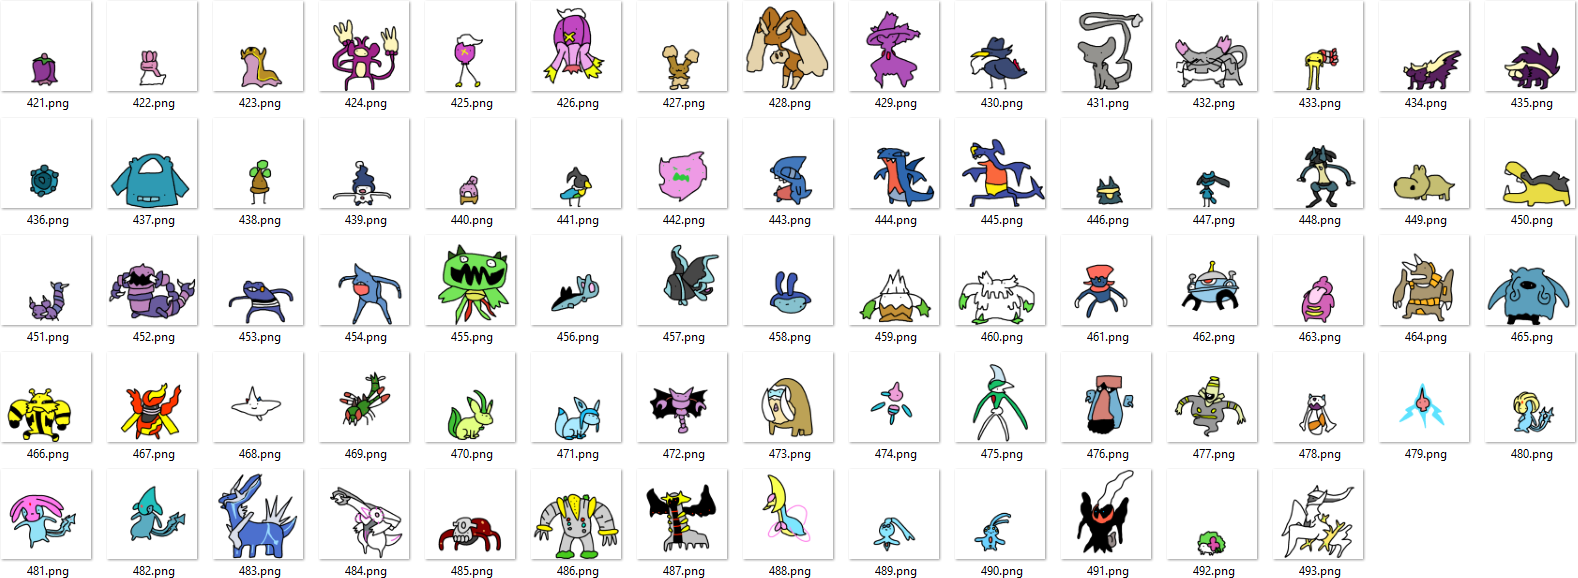 421.png 422.png 423.png 424.png 425.png 426.png 427.png 428.png 429.png 430.png 431.png 432.png 433.png 434.png 435.png
436.png 437.png 438.png 439.png 440.png 441.png 442.png 443.png 444.png 445.png 446.png 447.png 448.png 449.png 450.png
451.png 452.png 453.png 454.png 455.png 456.png 457.png 458.png 459.png 460.png 461.png 462.png 463.png 464.png 465.png
466.png 467.png 468.png 469.png 470.png 471.png 472.png 473.png 474.png 475.png 476.png 477.png 478.png 479.png 480.png
481.png 482.png 483.png 484.png 485.png 486.png 487.png 488.png 489.png 490.png 491.png 492.png 493.png